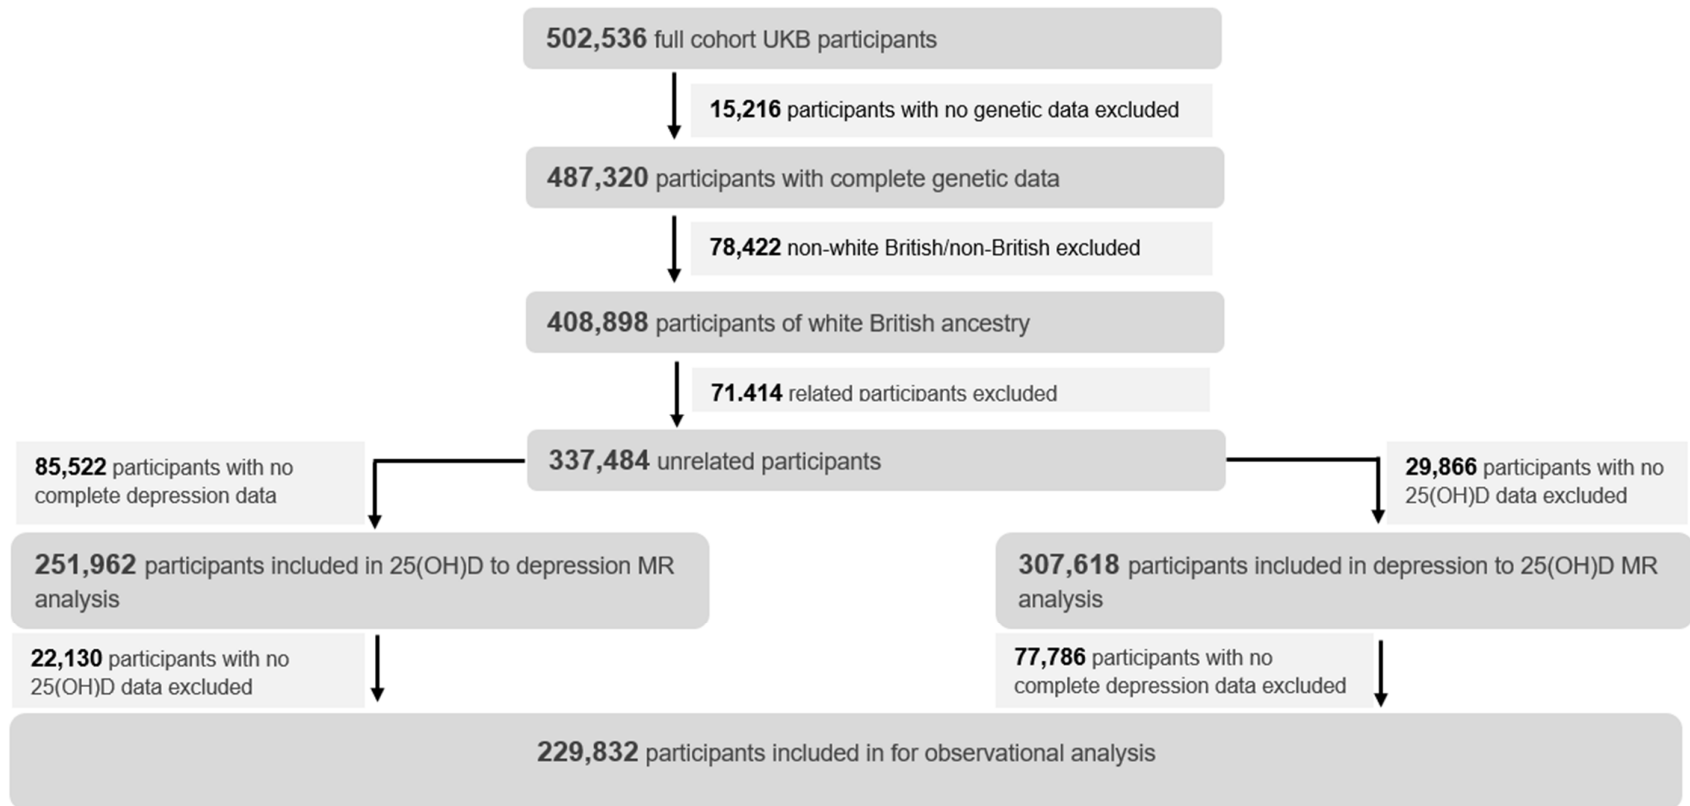 502,536 full cohort UKB participants
15,216 participants with no genetic data excluded
487,320 participants with complete genetic data
78,422 non-white British/non-British excluded
408,898 participants of white British ancestry
71.414 related participants excluded
337,484 unrelated participants
85,522 participants with no
complete depression data
29,866 participants with no
25(OH)D data excluded
251,962 participants included in 25(OH)D to depression MR
analysis
307,618 participants included in depression to 25(OH)D MR
analysis
22,130 participants with no
25(OH)D data excluded
77,786 participants with no
complete depression data excluded
229,832 participants included in for observational analysis